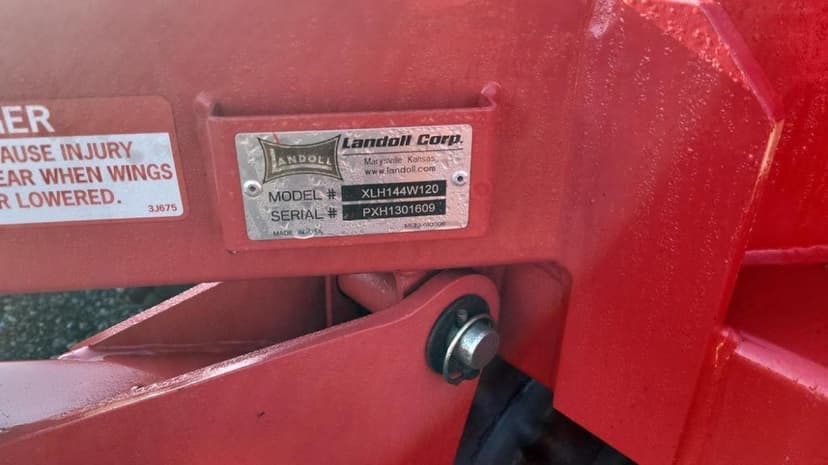 ER
AUSE INJURY
EAR WHEN WINGS
R LOWERED.
3J675
LANDOLL
Landoll Corp.
Marysville Kansas
www.landoll.com
MODEL # XLH144W120
SERIAL # PXH1301609
MADE IN U.S.A.